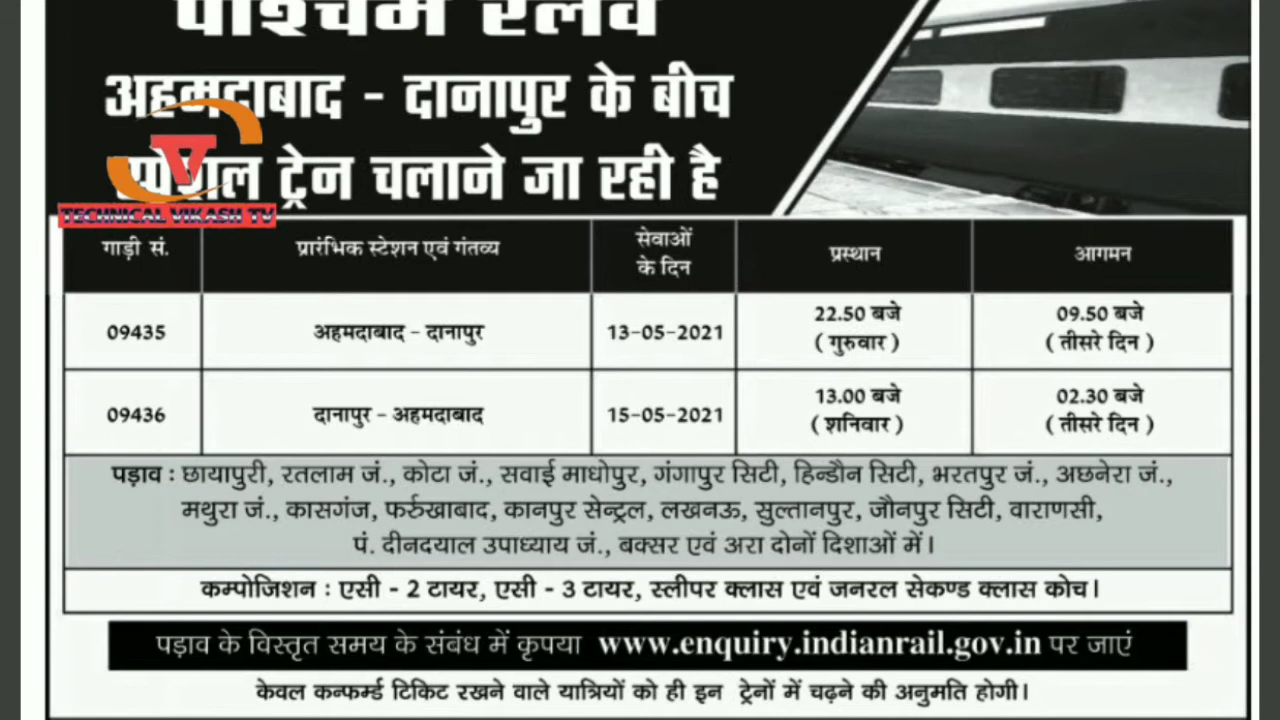 पश्चिम रेलवे
अहमदाबाद - दानापुर के बीच
स्पेशल ट्रेन चलाने जा रही है
TECHNICAL VIKASH TV
गाड़ी सं. प्रारंभिक स्टेशन एवं गंतव्य सेवाओं के दिन प्रस्थान आगमन
09435 अहमदाबाद - दानापुर 13-05-2021 22.50 बजे ( गुरुवार ) 09.50 बजे ( तीसरे दिन )
09436 दानापुर - अहमदाबाद 15-05-2021 13.00 बजे ( शनिवार ) 02.30 बजे ( तीसरे दिन )
पड़ाव : छायापुरी, रतलाम जं., कोटा जं., सवाई माधोपुर, गंगापुर सिटी, हिन्डौन सिटी, भरतपुर जं., अछनेरा जं.,
मथुरा जं., कासगंज, फर्रुखाबाद, कानपुर सेन्ट्रल, लखनऊ, सुल्तानपुर, जौनपुर सिटी, वाराणसी,
पं. दीनदयाल उपाध्याय जं., बक्सर एवं अरा दोनों दिशाओं में।
कम्पोजिशन : एसी - 2 टायर, एसी - 3 टायर, स्लीपर क्लास एवं जनरल सेकण्ड क्लास कोच।
पड़ाव के विस्तृत समय के संबंध में कृपया www.enquiry.indianrail.gov.in पर जाएं
केवल कन्फर्म्ड टिकिट रखने वाले यात्रियों को ही इन ट्रेनों में चढ़ने की अनुमति होगी।